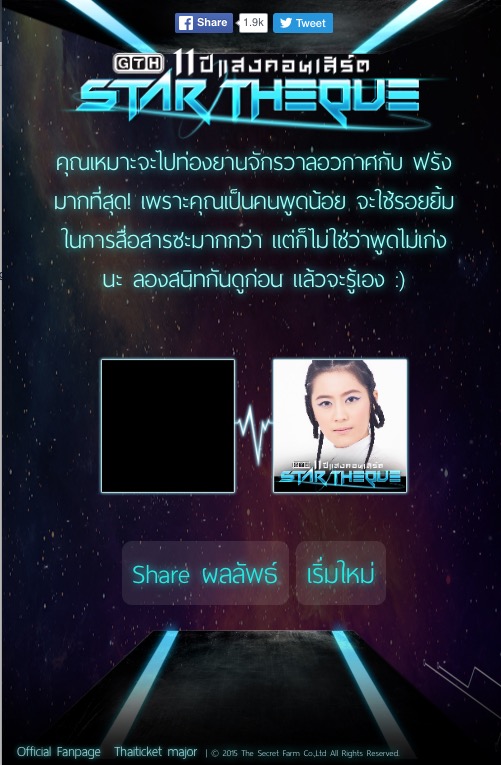 Share 1.9k Tweet
GTH 11 ปีแสงคอนเสิร์ต
STAR THEQUE
คุณเหมาะจะไปท่องยานจักรวาลอวกาศกับ ฟรัง
มากที่สุด! เพราะคุณเป็นคนพูดน้อย จะใช้รอยยิ้ม
ในการสื่อสารซะมากกว่า แต่ก็ไม่ใช่ว่าพูดไม่เก่ง
นะ ลองสนิทกันดูก่อน แล้วจะรู้เอง :)
GTH 11 ปีแสงคอนเสิร์ต
STAR THEQUE
Share ผลลัพธ์ เริ่มใหม่
Official Fanpage Thaiticket major | © 2015 The Secret Farm Co.,Ltd All Rights Reserved.